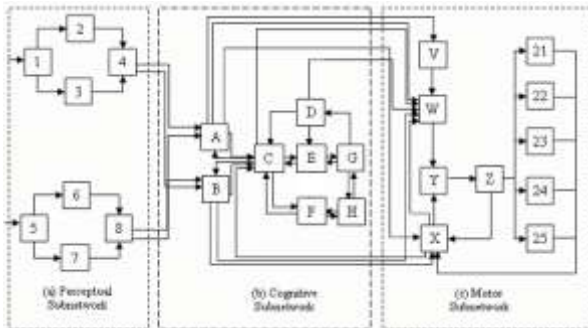 2
1
4
3
6
5
8
7
A
B
C
D
E
G
F
H
V
W
Y
Z
X
21
22
23
24
25
(a) Perceptual
Subnetwork
(b) Cognitive
Subnetwork
(c) Motor
Subnetwork